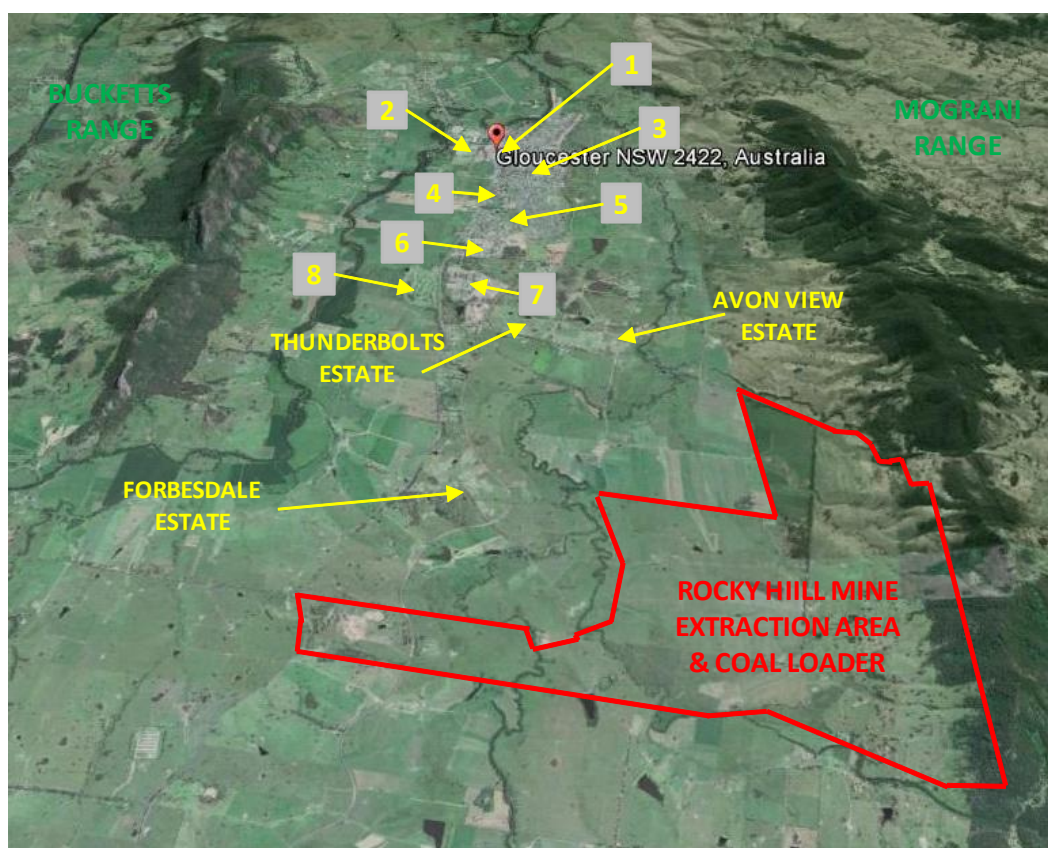 BUCKETTS
RANGE
MOGRANI
RANGE
1
2
3
Gloucester NSW 2422, Australia
4
5
6
8
7
AVON VIEW
ESTATE
THUNDERBOLTS
ESTATE
FORBESDALE
ESTATE
ROCKY HIILL MINE
EXTRACTION AREA
& COAL LOADER